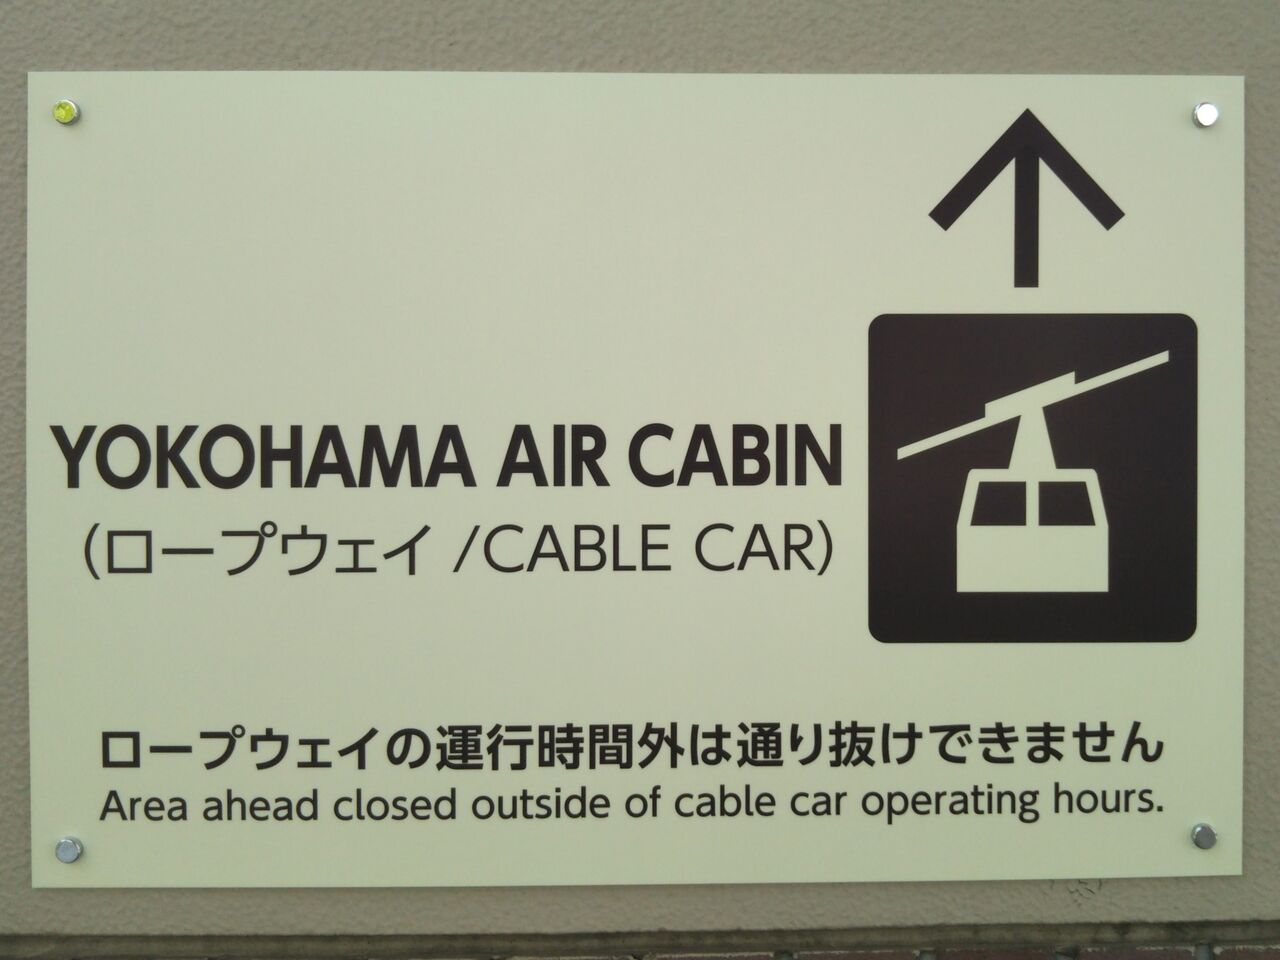 YOKOHAMA AIR CABIN
(ロープウェイ /CABLE CAR)
ロープウェイの運行時間外は通り抜けできません
Area ahead closed outside of cable car operating hours.